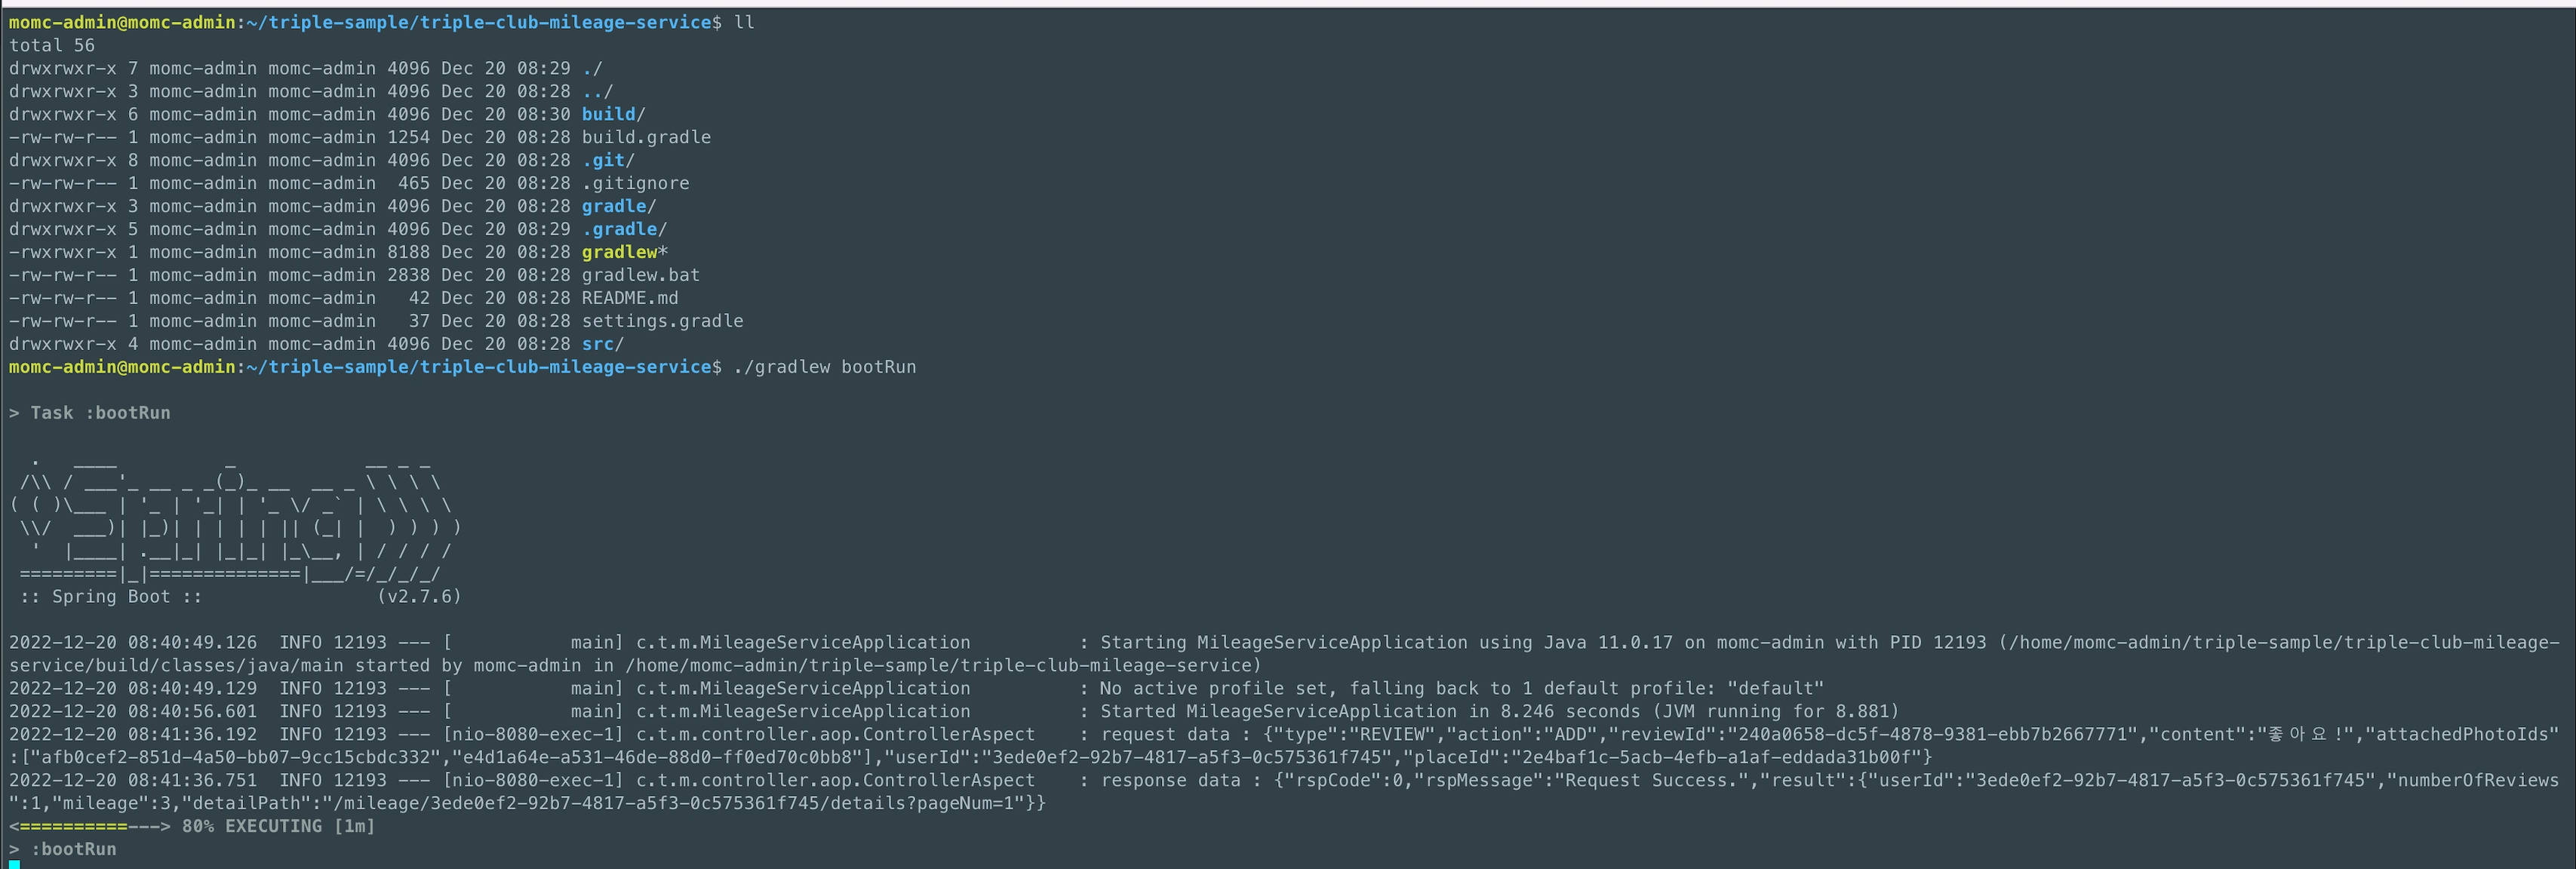 momc-admin@momc-admin:~/triple-sample/triple-club-mileage-service$ ll
total 56
drwxrwxr-x 7 momc-admin momc-admin 4096 Dec 20 08:29 ./
drwxrwxr-x 3 momc-admin momc-admin 4096 Dec 20 08:28 ../
drwxrwxr-x 6 momc-admin momc-admin 4096 Dec 20 08:30 build/
-rw-rw-r-- 1 momc-admin momc-admin 1254 Dec 20 08:28 build.gradle
drwxrwxr-x 8 momc-admin momc-admin 4096 Dec 20 08:28 .git/
-rw-rw-r-- 1 momc-admin momc-admin  465 Dec 20 08:28 .gitignore
drwxrwxr-x 3 momc-admin momc-admin 4096 Dec 20 08:28 gradle/
drwxrwxr-x 5 momc-admin momc-admin 4096 Dec 20 08:29 .gradle/
-rwxrwxr-x 1 momc-admin momc-admin 8188 Dec 20 08:28 gradlew*
-rw-rw-r-- 1 momc-admin momc-admin 2838 Dec 20 08:28 gradlew.bat
-rw-rw-r-- 1 momc-admin momc-admin   42 Dec 20 08:28 README.md
-rw-rw-r-- 1 momc-admin momc-admin   37 Dec 20 08:28 settings.gradle
drwxrwxr-x 4 momc-admin momc-admin 4096 Dec 20 08:28 src/
momc-admin@momc-admin:~/triple-sample/triple-club-mileage-service$ ./gradlew bootRun
> Task :bootRun
  .   ____          _            __ _ _
 /\\ / ___'_ __ _ _(_)_ __  __ _ \ \ \ \
( ( )\___ | '_ | '_| | '_ \/ _` | \ \ \ \
 \\/  ___)| |_)| | | | | || (_| |  ) ) ) )
  '  |____| .__|_| |_|_| |_\__, | / / / /
 =========|_|==============|___/=/_/_/_/
 :: Spring Boot ::                (v2.7.6)
2022-12-20 08:40:49.126  INFO 12193 --- [           main] c.t.m.MileageServiceApplication          : Starting MileageServiceApplication using Java 11.0.17 on momc-admin with PID 12193 (/home/momc-admin/triple-sample/triple-club-mileage-
service/build/classes/java/main started by momc-admin in /home/momc-admin/triple-sample/triple-club-mileage-service)
2022-12-20 08:40:49.129  INFO 12193 --- [           main] c.t.m.MileageServiceApplication          : No active profile set, falling back to 1 default profile: "default"
2022-12-20 08:40:56.601  INFO 12193 --- [           main] c.t.m.MileageServiceApplication          : Started MileageServiceApplication in 8.246 seconds (JVM running for 8.881)
2022-12-20 08:41:36.192  INFO 12193 --- [nio-8080-exec-1] c.t.m.controller.aop.ControllerAspect    : request data : {"type":"REVIEW","action":"ADD","reviewId":"240a0658-dc5f-4878-9381-ebb7b2667771","content":"좋아요!","attachedPhotoIds"
:["afb0cef2-851d-4a50-bb07-9cc15cbdc332","e4d1a64e-a531-46de-88d0-ff0ed70c0bb8"],"userId":"3ede0ef2-92b7-4817-a5f3-0c575361f745","placeId":"2e4baf1c-5acb-4efb-a1af-eddada31b00f"}
2022-12-20 08:41:36.751  INFO 12193 --- [nio-8080-exec-1] c.t.m.controller.aop.ControllerAspect    : response data : {"rspCode":0,"rspMessage":"Request Success.","result":{"userId":"3ede0ef2-92b7-4817-a5f3-0c575361f745","numberOfReviews
":1,"mileage":3,"detailPath":"/mileage/3ede0ef2-92b7-4817-a5f3-0c575361f745/details?pageNum=1"}}
<==========---> 80% EXECUTING [1m]
> :bootRun